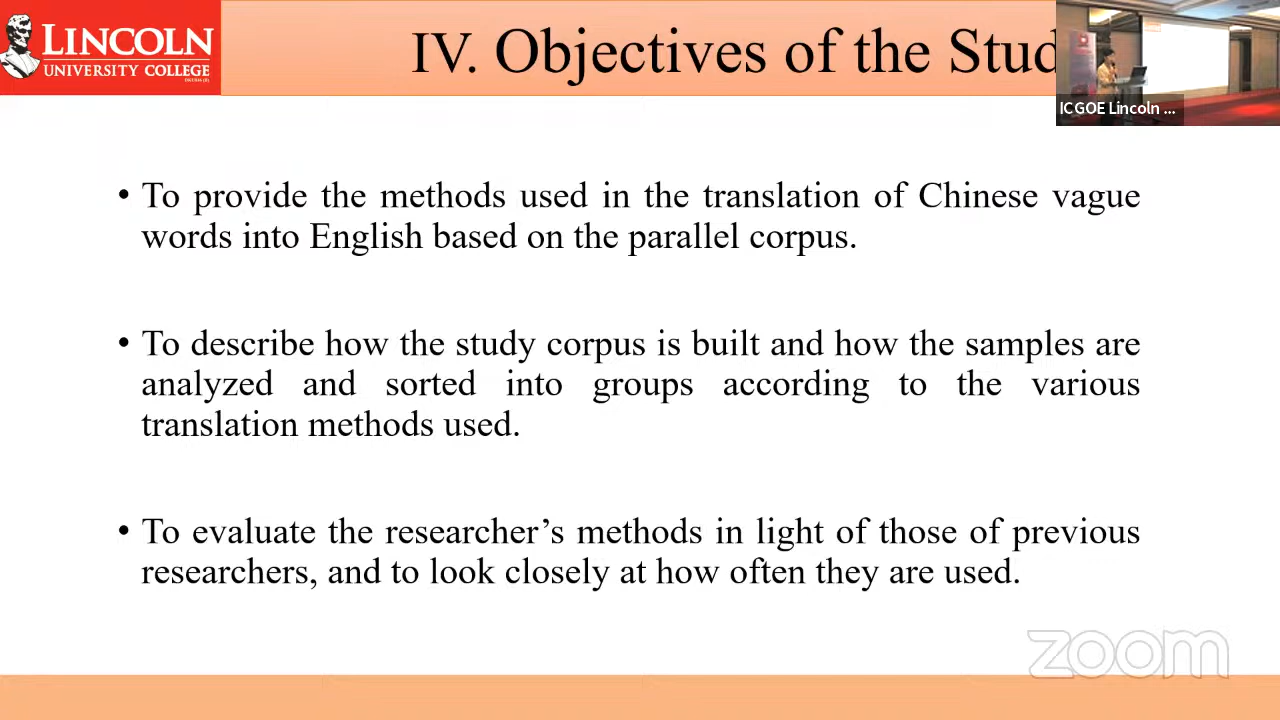 LINCOLN
UNIVERSITY COLLEGE
IV. Objectives of the Stud
ICGOE Lincoln ...
• To provide the methods used in the translation of Chinese vague
words into English based on the parallel corpus.
• To describe how the study corpus is built and how the samples are
analyzed and sorted into groups according to the various
translation methods used.
• To evaluate the researcher’s methods in light of those of previous
researchers, and to look closely at how often they are used.
zoom